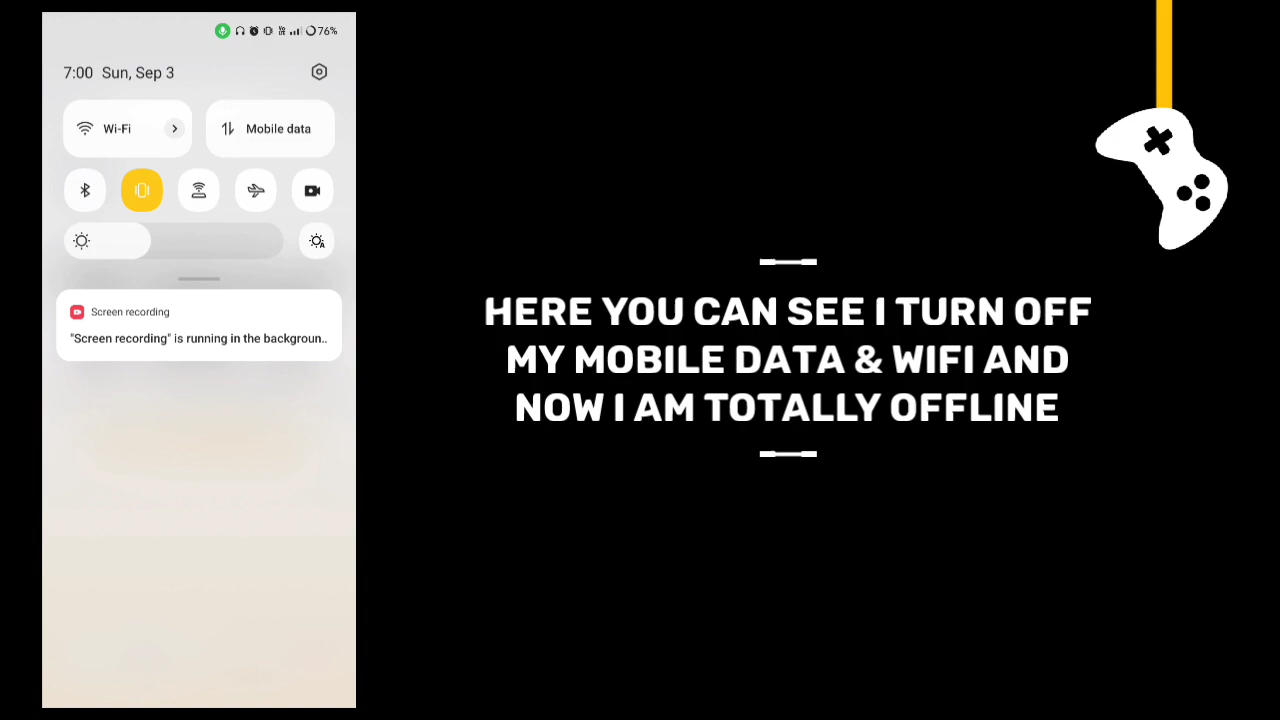 76%
7:00 Sun, Sep 3
Wi-Fi
Mobile data
Screen recording
"Screen recording" is running in the backgroun..
HERE YOU CAN SEE I TURN OFF
MY MOBILE DATA & WIFI AND
NOW I AM TOTALLY OFFLINE